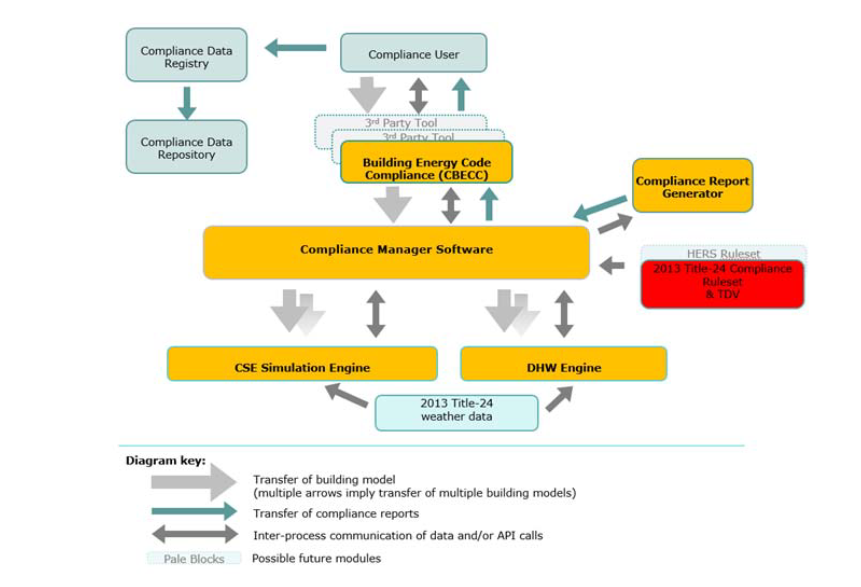 Compliance Data
Registry
Compliance User
Compliance Data
Repository
3rd Party Tool
3rd Party Tool
Building Energy Code
Compliance (CBECC)
Compliance Report
Generator
Compliance Manager Software
HERS Ruleset
2013 Title-24 Compliance
Ruleset
& TDV
CSE Simulation Engine
DHW Engine
2013 Title-24
weather data
Diagram key:
Transfer of building model
(multiple arrows imply transfer of multiple building models)
Transfer of compliance reports
Inter-process communication of data and/or API calls
Pale Blocks
Possible future modules